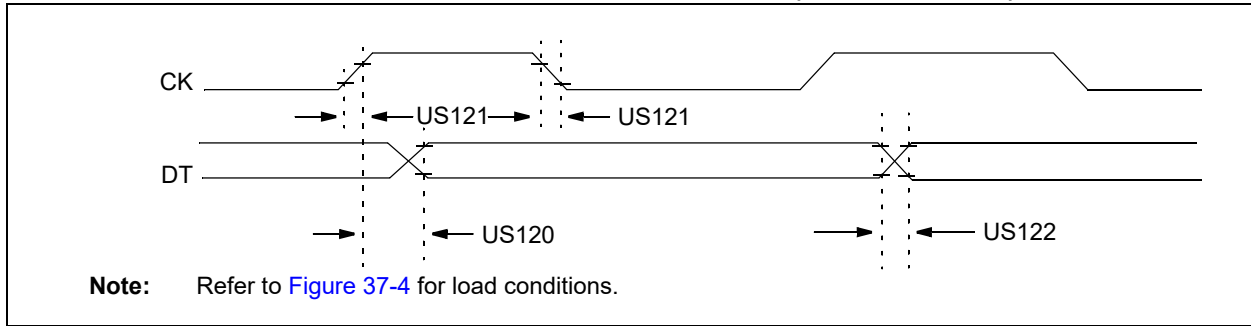 CK
US121 US121
DT
US120 US122
Note: Refer to Figure 37-4 for load conditions.